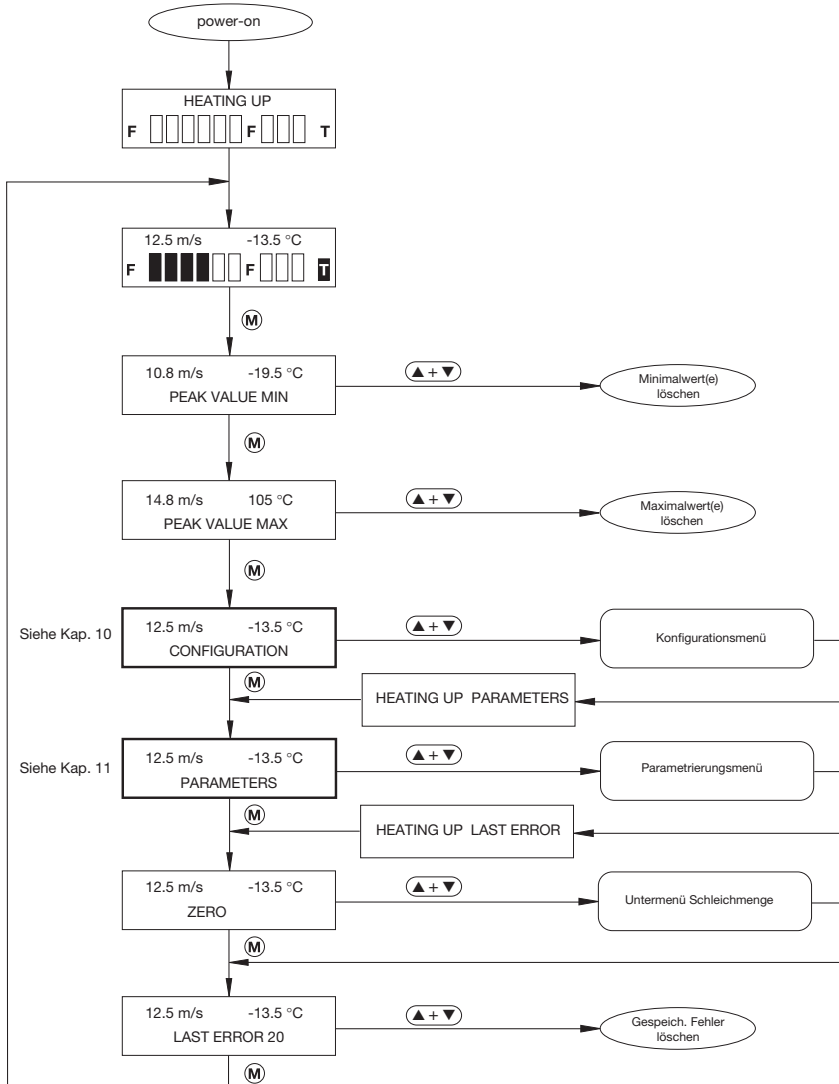 power-on
HEATING UP
F F T
12.5 m/s -13.5 °C
F F T
M
10.8 m/s -19.5 °C
PEAK VALUE MIN
▲ + ▼
Minimalwert(e)
löschen
M
14.8 m/s 105 °C
PEAK VALUE MAX
▲ + ▼
Maximalwert(e)
löschen
M
Siehe Kap. 10
12.5 m/s -13.5 °C
CONFIGURATION
▲ + ▼
Konfigurationsmenü
M
HEATING UP PARAMETERS
Siehe Kap. 11
12.5 m/s -13.5 °C
PARAMETERS
▲ + ▼
Parametrierungsmenü
M
HEATING UP LAST ERROR
12.5 m/s -13.5 °C
ZERO
▲ + ▼
Untermenü Schleichmenge
M
12.5 m/s -13.5 °C
LAST ERROR 20
▲ + ▼
Gespeich. Fehler
löschen
M